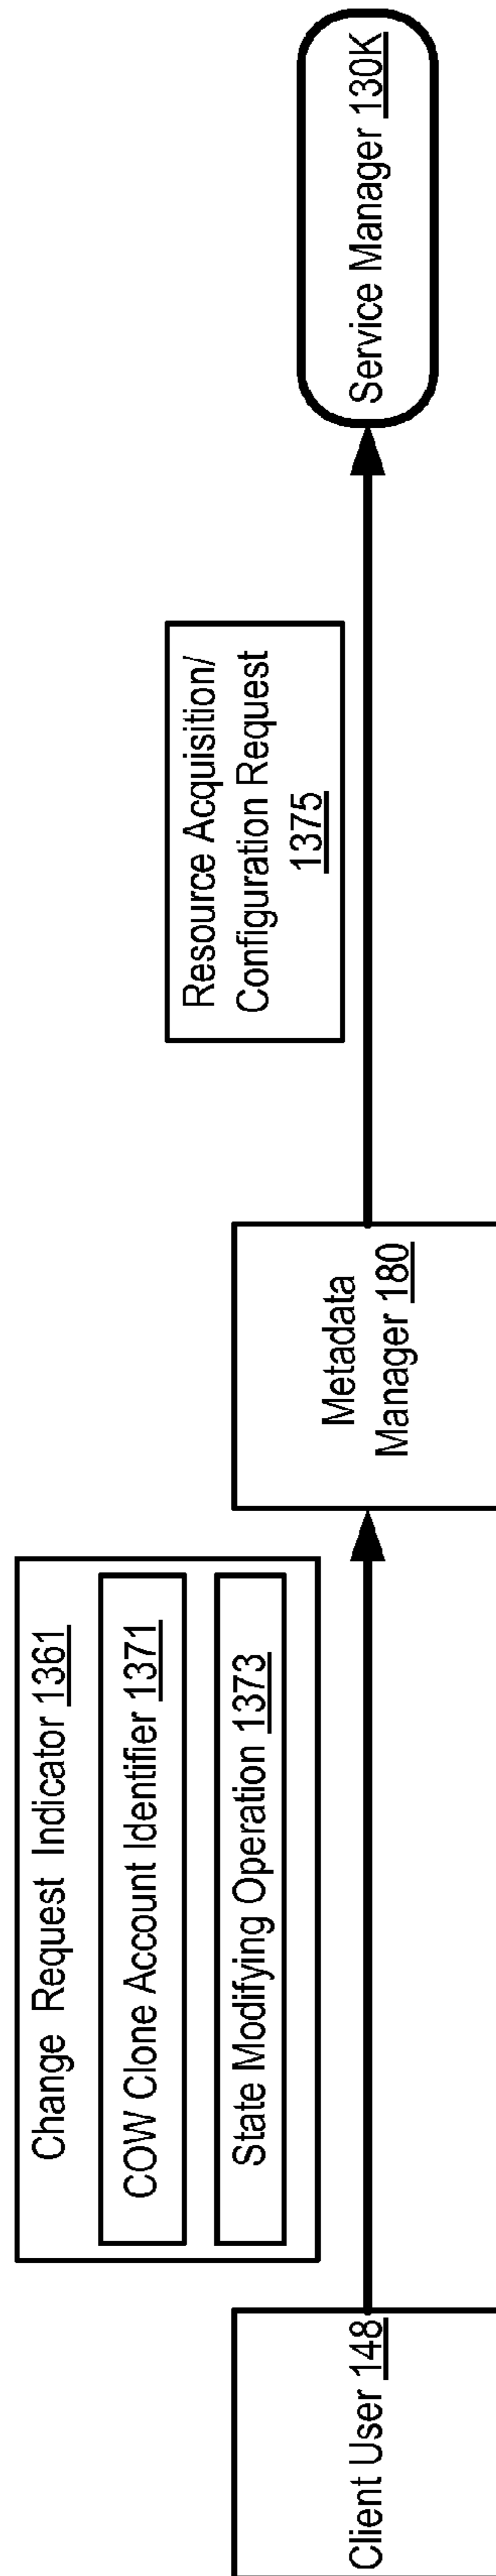 Client User 148
Change Request Indicator 1361
COW Clone Account Identifier 1371
State Modifying Operation 1373
Metadata
Manager 180
Resource Acquisition/
Configuration Request
1375
Service Manager 130K